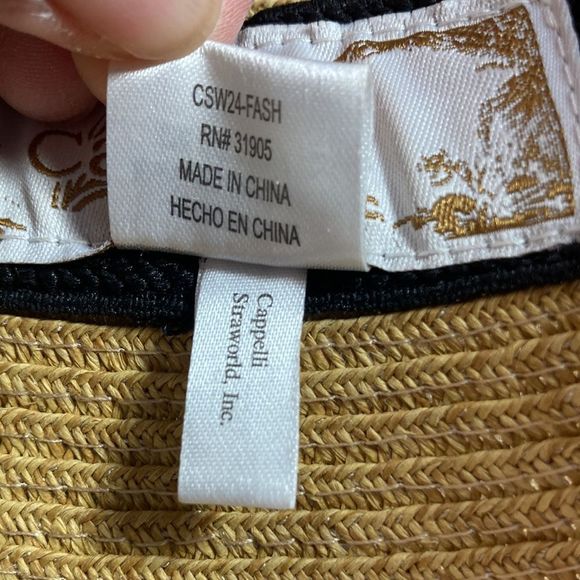 CSW24-FASH
RN# 31905
MADE IN CHINA
HECHO EN CHINA
Cappelli
Straworld, Inc.